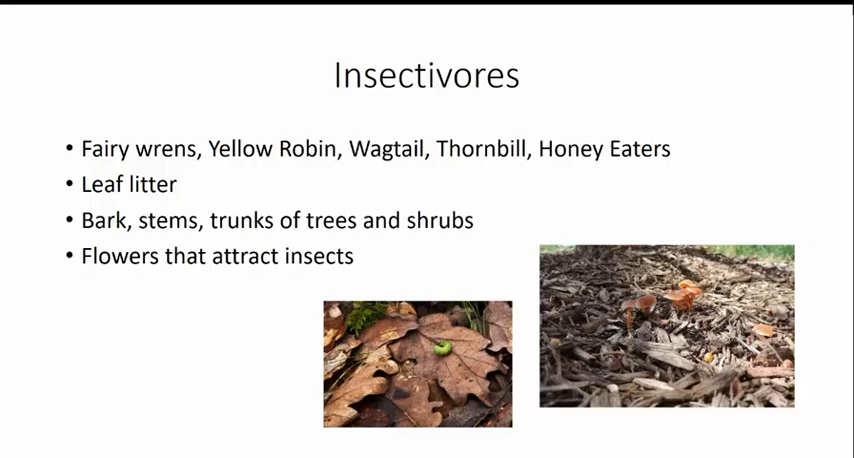 Insectivores
• Fairy wrens, Yellow Robin, Wagtail, Thornbill, Honey Eaters
• Leaf litter
• Bark, stems, trunks of trees and shrubs
• Flowers that attract insects